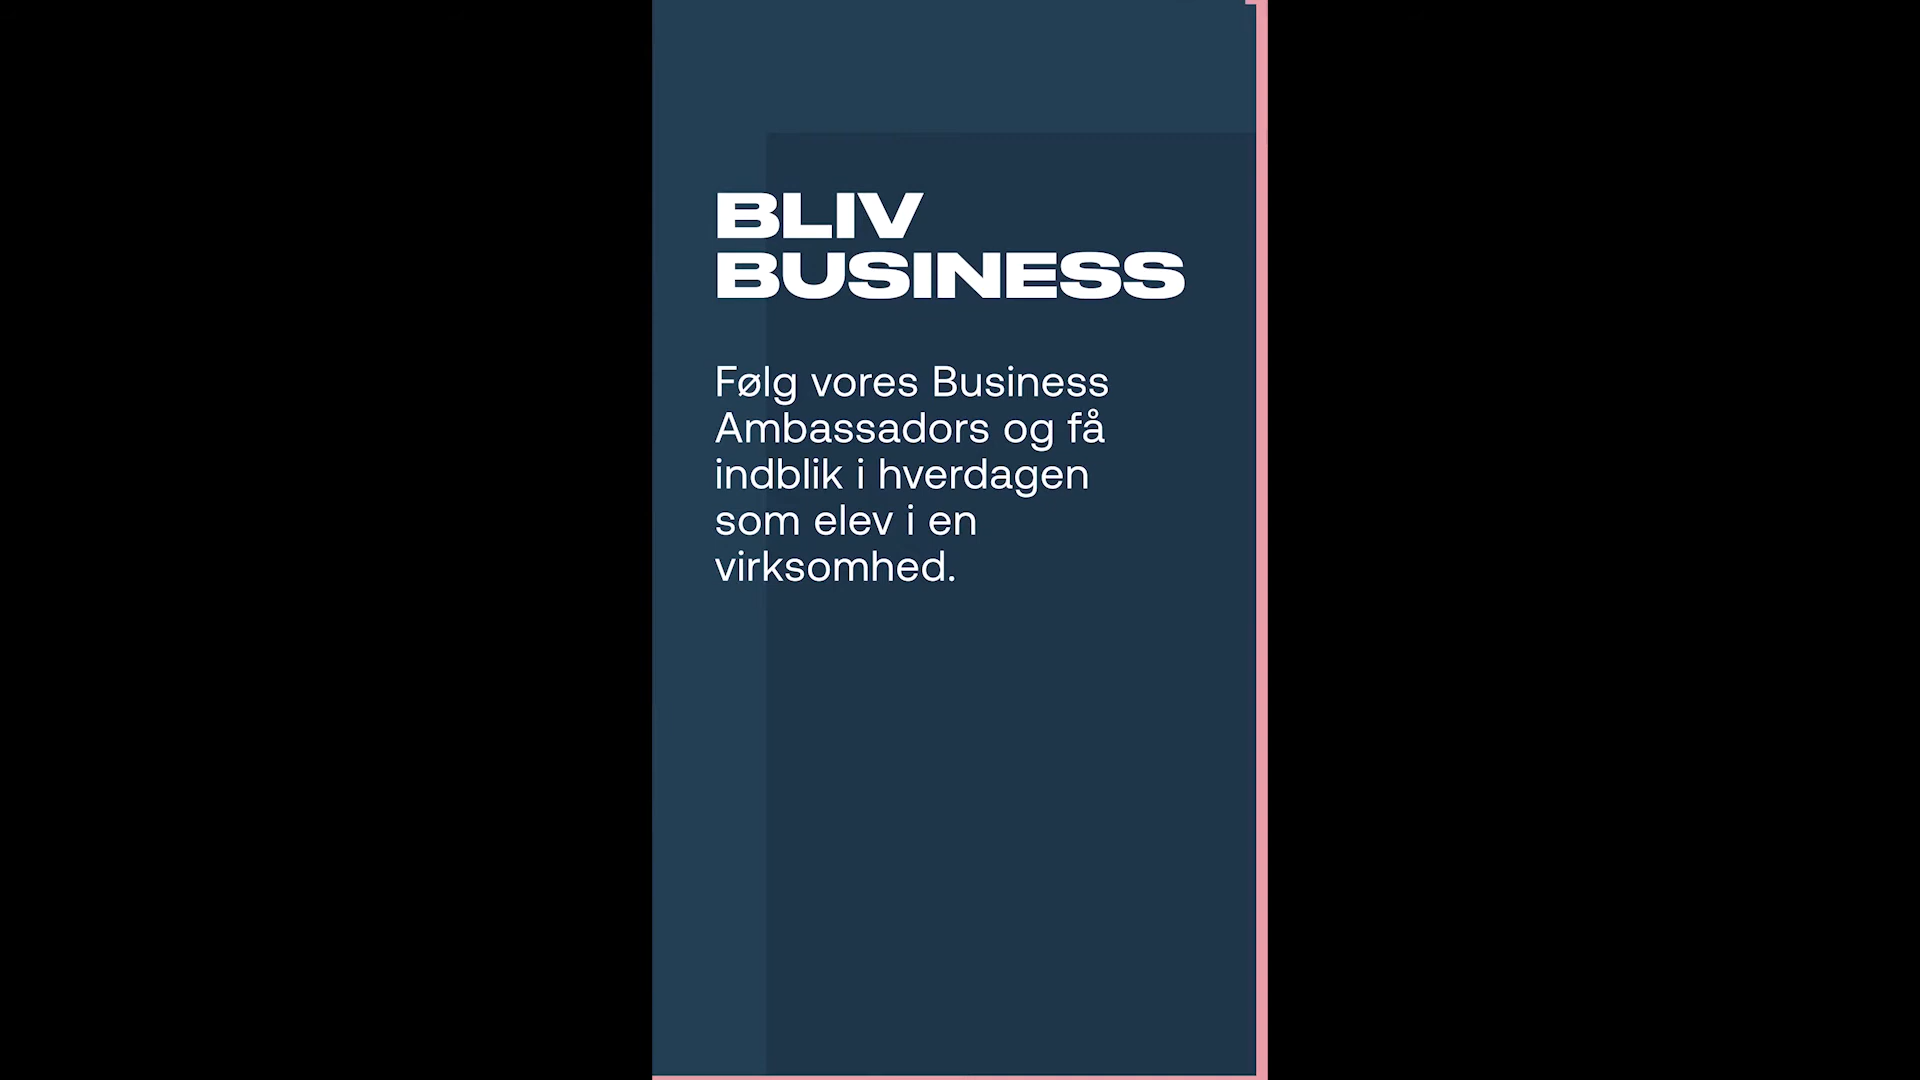 BLIV
BUSINESS
Følg vores Business
Ambassadors og få
indblik i hverdagen
som elev i en
virksomhed.